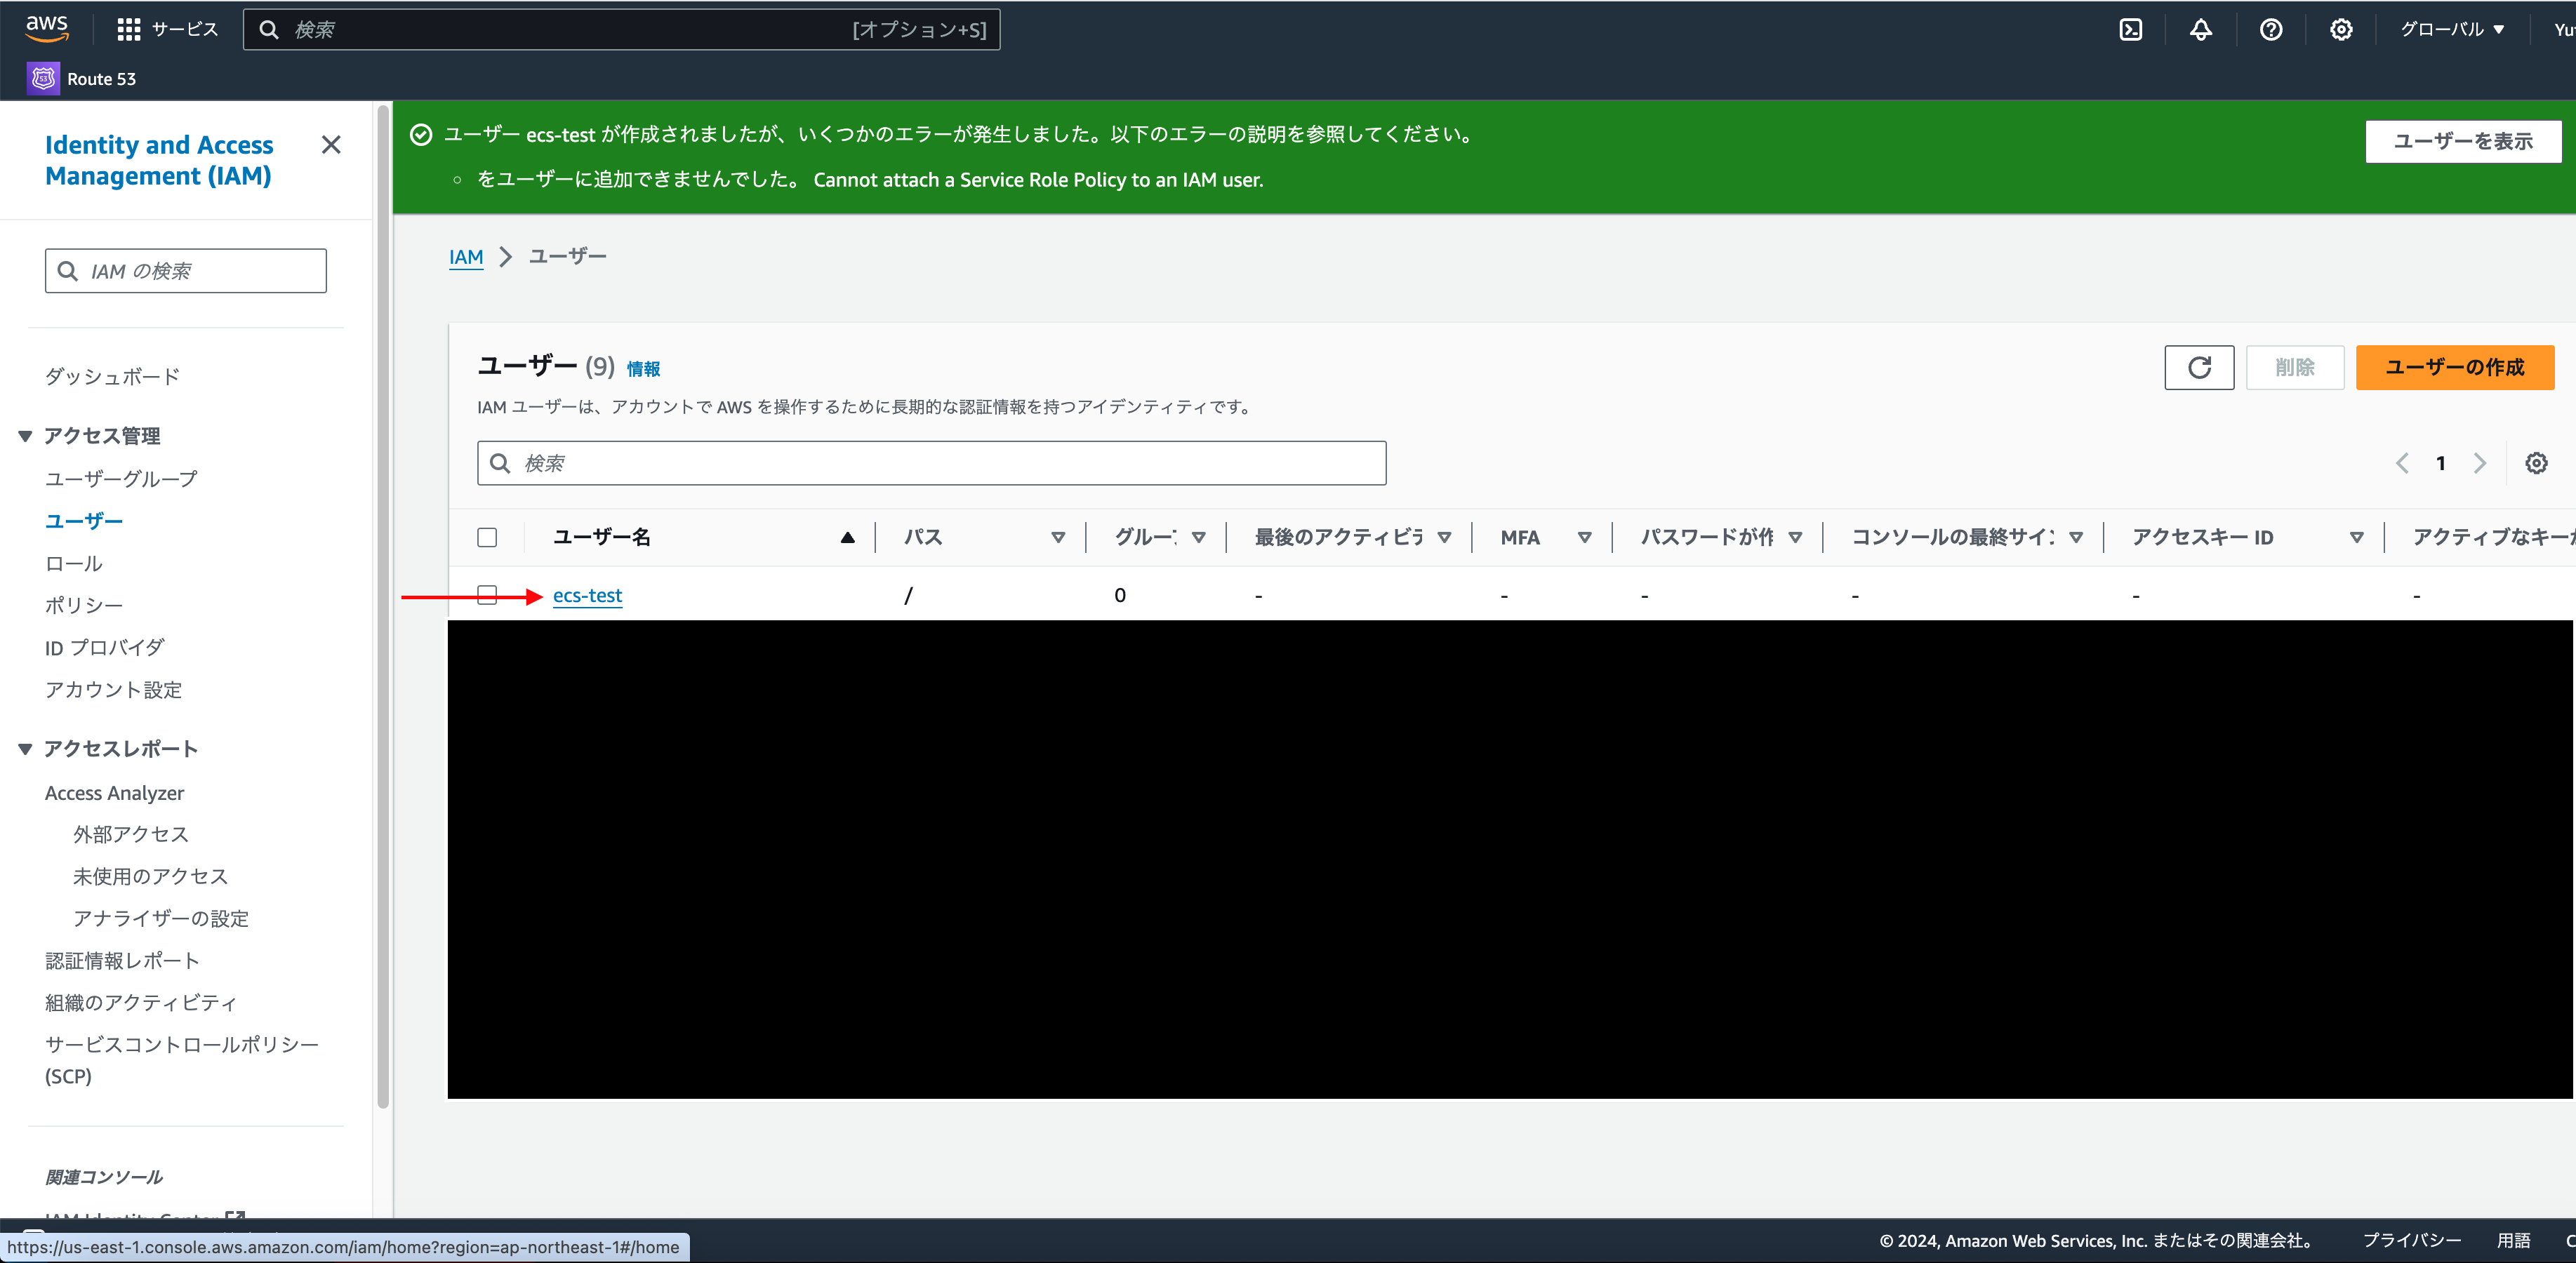 aws
サービス
検索
[オプション+S]
グローバル
Route 53
Identity and Access
Management (IAM)
IAM の検索
ダッシュボード
アクセス管理
ユーザーグループ
ユーザー
ロール
ポリシー
ID プロバイダ
アカウント設定
アクセスレポート
Access Analyzer
外部アクセス
未使用のアクセス
アナライザーの設定
認証情報レポート
組織のアクティビティ
サービスコントロールポリシー
(SCP)
関連コンソール
IAM Identity Center
ユーザー ecs-test が作成されましたが、いくつかのエラーが発生しました。以下のエラーの説明を参照してください。
ユーザーを表示
をユーザーに追加できませんでした。 Cannot attach a Service Role Policy to an IAM user.
IAM
ユーザー
ユーザー (9) 情報
削除
ユーザーの作成
IAM ユーザーは、アカウントで AWS を操作するために長期的な認証情報を持つアイデンティティです。
検索
1
ユーザー名 パス グルー 最後のアクティビテ MFA パスワードが作 コンソールの最終サイ アクセスキー ID アクティブなキー
ecs-test / 0 - - - - - -
https://us-east-1.console.aws.amazon.com/iam/home?region=ap-northeast-1#/home
© 2024, Amazon Web Services, Inc. またはその関連会社。 プライバシー 用語